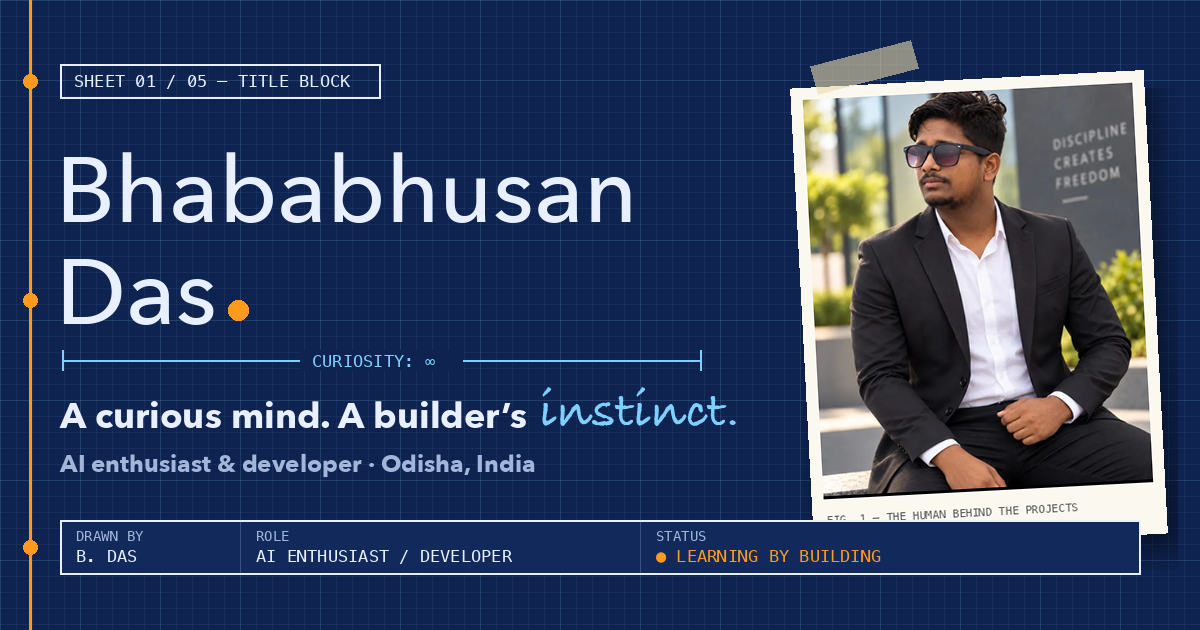 SHEET 01 / 05 — TITLE BLOCK
Bhababhusan
Das.
CURIOSITY: ∞
A curious mind. A builder’s instinct.
AI enthusiast & developer · Odisha, India
DISCIPLINE
CREATES
FREEDOM
FIG. 1 — THE HUMAN BEHIND THE PROJECTS
DRAWN BY
B. DAS
ROLE
AI ENTHUSIAST / DEVELOPER
STATUS
● LEARNING BY BUILDING